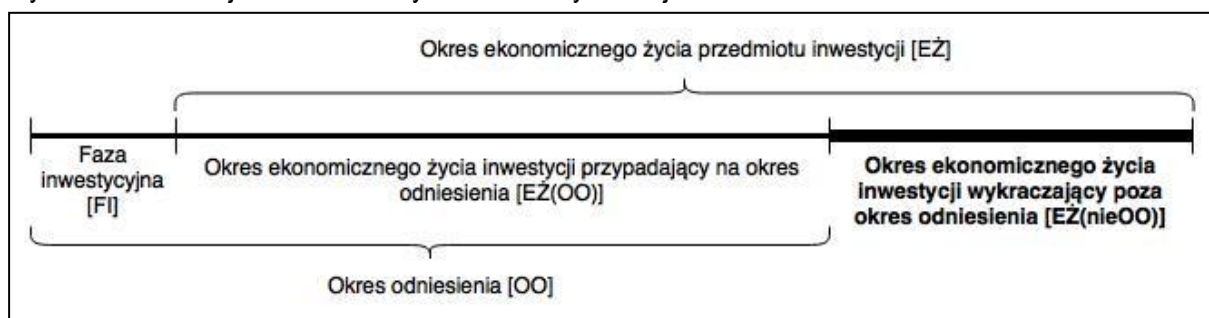 Okres ekonomicznego życia przedmiotu inwestycji [EŻ]
Faza
inwestycyjna
[FI]
Okres ekonomicznego życia inwestycji przypadający na okres
odniesienia [EŻ(OO)]
Okres ekonomicznego życia
inwestycji wykraczający poza
okres odniesienia [EŻ(nieOO)]
Okres odniesienia [OO]